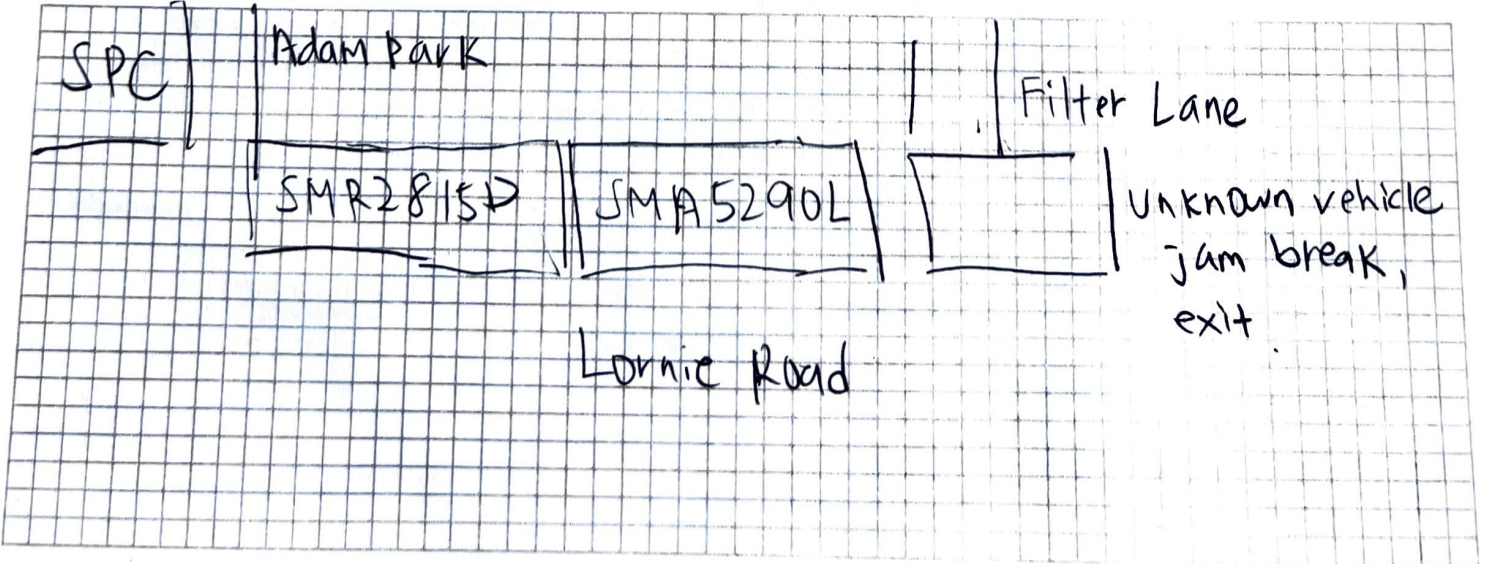 SPC
Adam Park
Filter Lane
SMR2815D
SMA5290L
Unknown vehicle
jam break,
exit.
Lornie Road